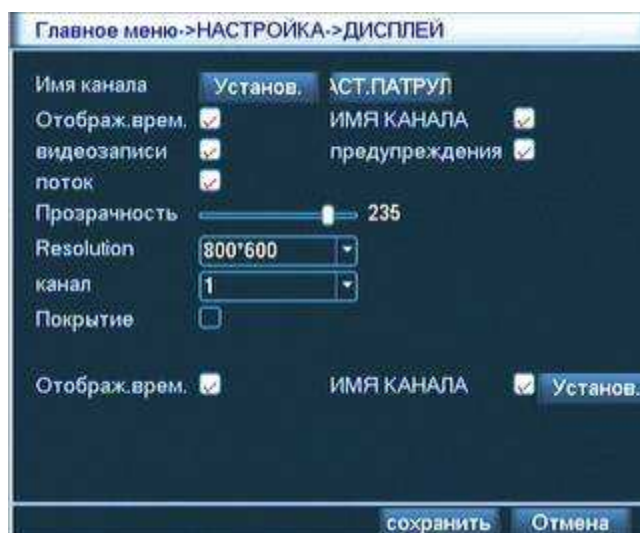 Главное меню->НАСТРОЙКА->ДИСПЛЕЙ
Имя канала Установ. АСТ.ПАТРУЛ
Отображ.врем. ИМЯ КАНАЛА
видеозаписи предупреждения
поток
Прозрачность 235
Resolution 800*600
канал 1
Покрытие
Отображ.врем. ИМЯ КАНАЛА Установ.
сохранить Отмена